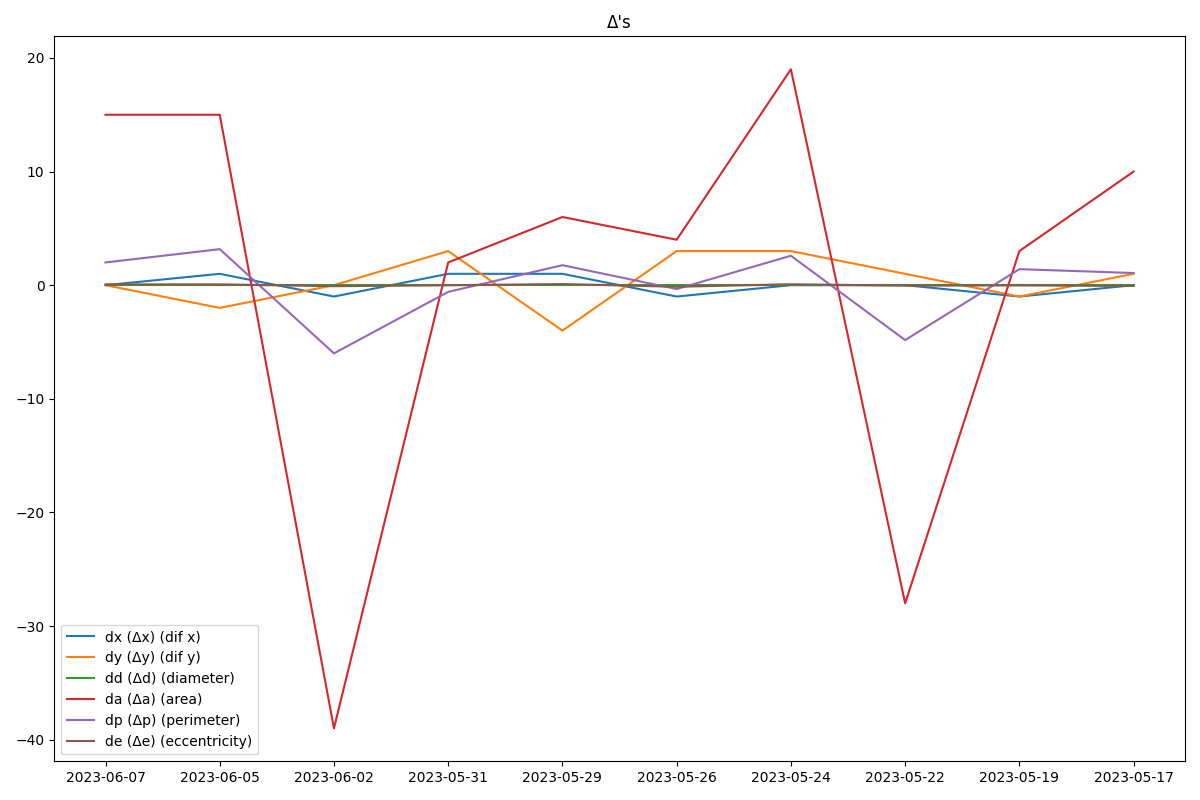 Δ's
20
10
0
−10
−20
−30
−40
dx (Δx) (dif x)
dy (Δy) (dif y)
dd (Δd) (diameter)
da (Δa) (area)
dp (Δp) (perimeter)
de (Δe) (eccentricity)
2023-06-07 2023-06-05 2023-06-02 2023-05-31 2023-05-29 2023-05-26 2023-05-24 2023-05-22 2023-05-19 2023-05-17